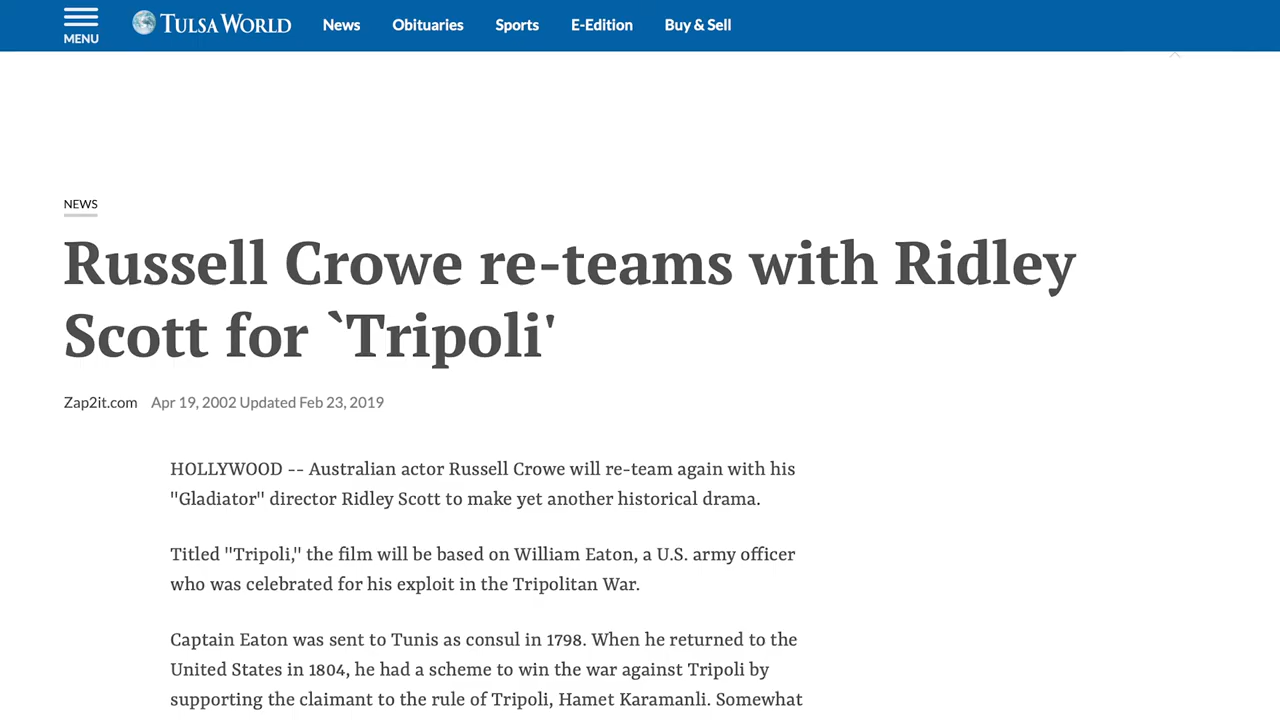 MENU
TULSA WORLD
News
Obituaries
Sports
E-Edition
Buy & Sell
NEWS
Russell Crowe re-teams with Ridley
Scott for `Tripoli'
Zap2it.com Apr 19, 2002 Updated Feb 23, 2019
HOLLYWOOD -- Australian actor Russell Crowe will re-team again with his
"Gladiator" director Ridley Scott to make yet another historical drama.
Titled "Tripoli," the film will be based on William Eaton, a U.S. army officer
who was celebrated for his exploit in the Tripolitan War.
Captain Eaton was sent to Tunis as consul in 1798. When he returned to the
United States in 1804, he had a scheme to win the war against Tripoli by
supporting the claimant to the rule of Tripoli, Hamet Karamanli. Somewhat